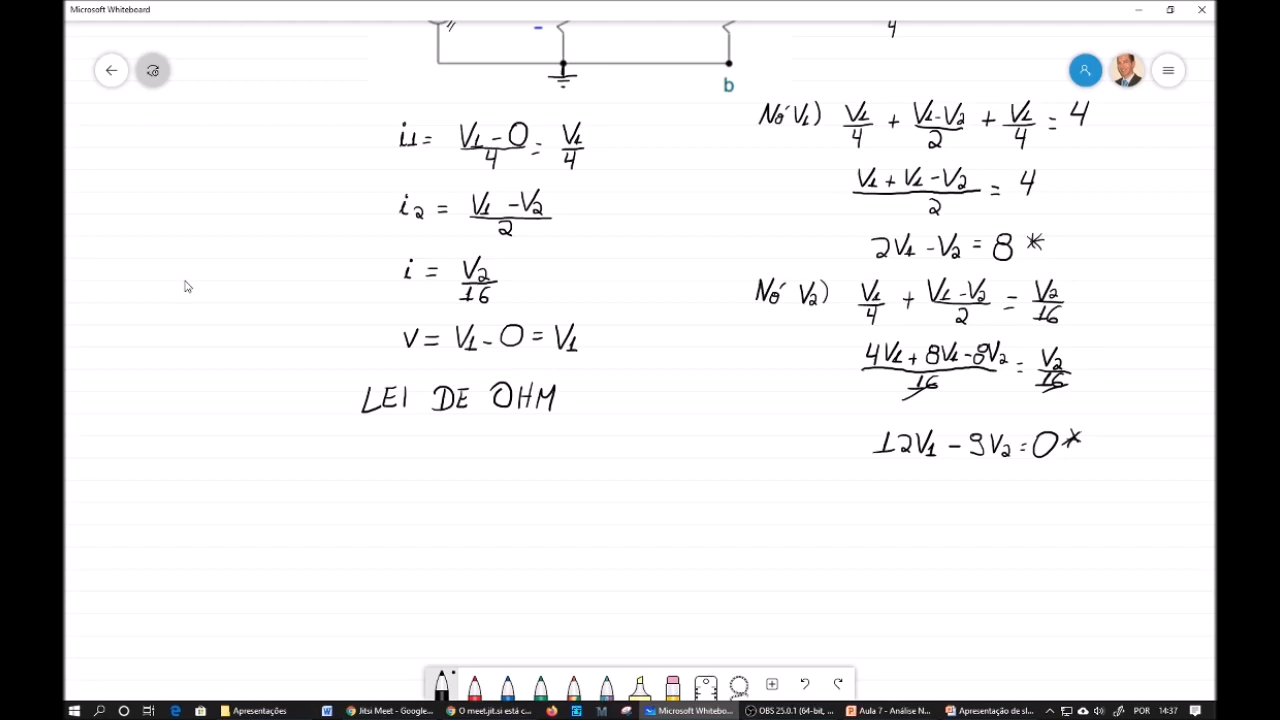 Microsoft Whiteboard
-
4
b
i1 = (V1 - 0)/4 = V1/4
i2 = (V1 - V2)/2
i = V2/16
V = V1 - 0 = V1
LEI DE OHM
Nó V1) V1/4 + (V1-V2)/2 + V1/4 = 4
(V1 + V1 - V2)/2 = 4
2V1 - V2 = 8 *
Nó V2) V1/4 + (V1-V2)/2 = V2/16
(4V1 + 8V1 - 8V2)/16 = V2/16
12V1 - 9V2 = 0 *
Apresentações
Jitsi Meet - Google...
O meet.jit.si está c...
Microsoft Whitebo...
OBS 25.0.1 (64-bit, ...
Aula 7 - Análise N...
Apresentação de sl...
POR
14:37